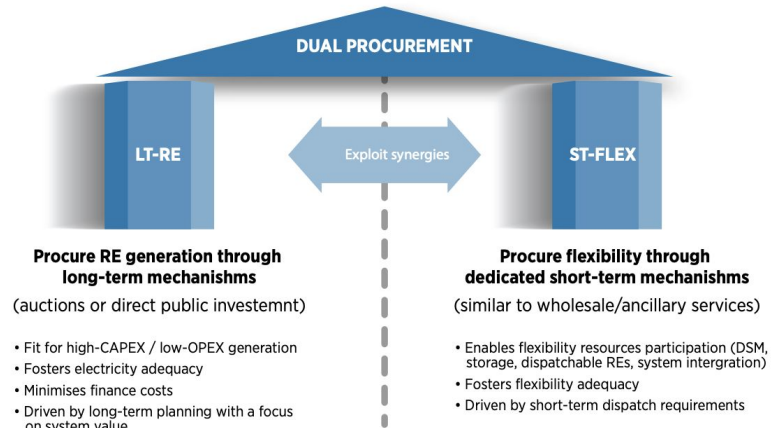 DUAL PROCUREMENT
LT-RE
Exploit synergies
ST-FLEX
Procure RE generation through
long-term mechanishms
(auctions or direct public investemnt)
• Fit for high-CAPEX / low-OPEX generation
• Fosters electricity adequacy
• Minimises finance costs
• Driven by long-term planning with a focus
on system value
Procure flexibility through
dedicated short-term mechanisms
(similar to wholesale/ancillary services)
• Enables flexibility resources participation (DSM,
storage, dispatchable REs, system intergration)
• Fosters flexibility adequacy
• Driven by short-term dispatch requirements